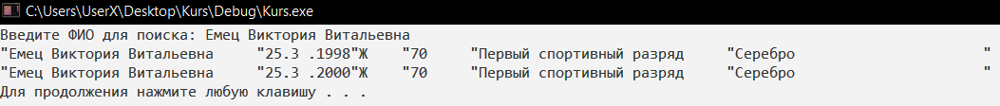 C:\Users\UserX\Desktop\Kurs\Debug\Kurs.exe
Введите ФИО для поиска: Емец Виктория Витальевна
"Емец Виктория Витальевна     "25.3 .1998"Ж    "70     "Первый спортивный разряд     "Серебро                      "
"Емец Виктория Витальевна     "25.3 .2000"Ж    "70     "Первый спортивный разряд     "Серебро                      "
Для продолжения нажмите любую клавишу . . .